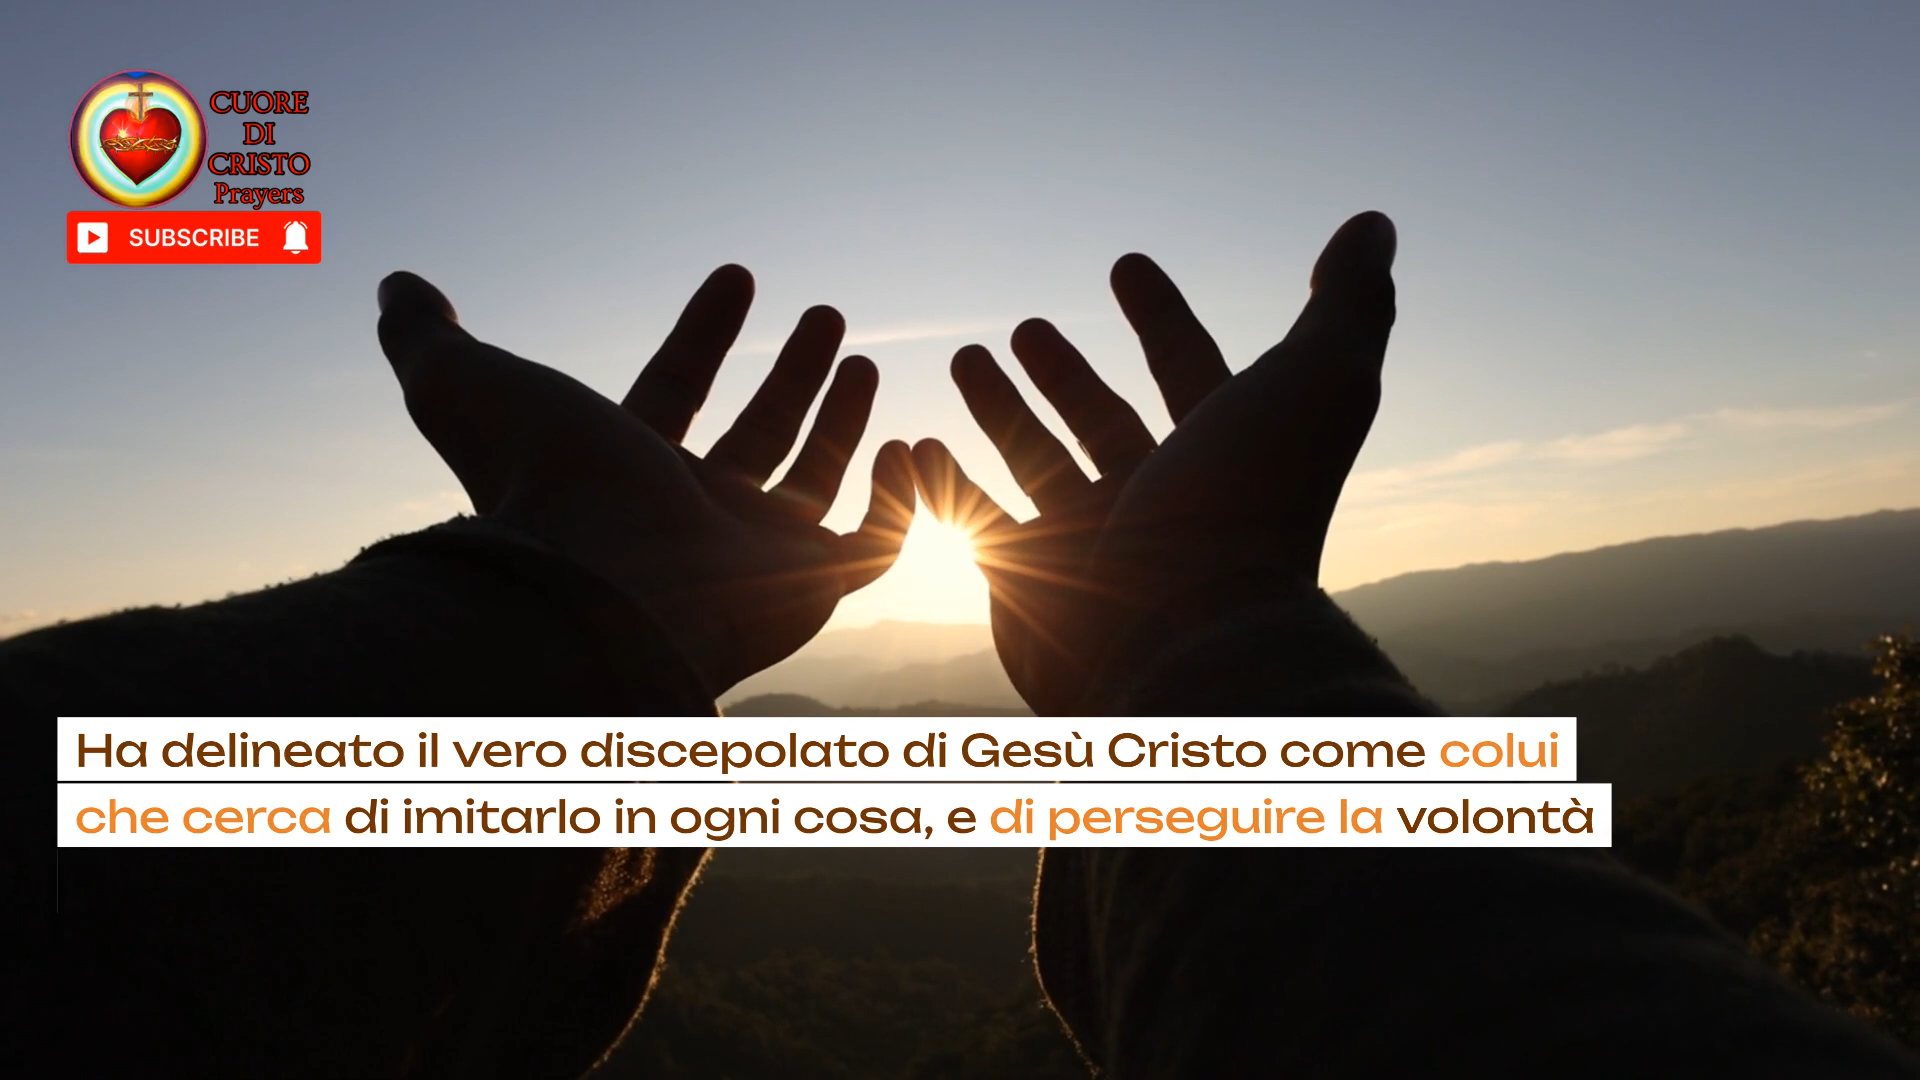 CUORE
DI
CRISTO
Prayers
SUBSCRIBE
Ha delineato il vero discepolato di Gesù Cristo come colui
che cerca di imitarlo in ogni cosa, e di perseguire la volontà